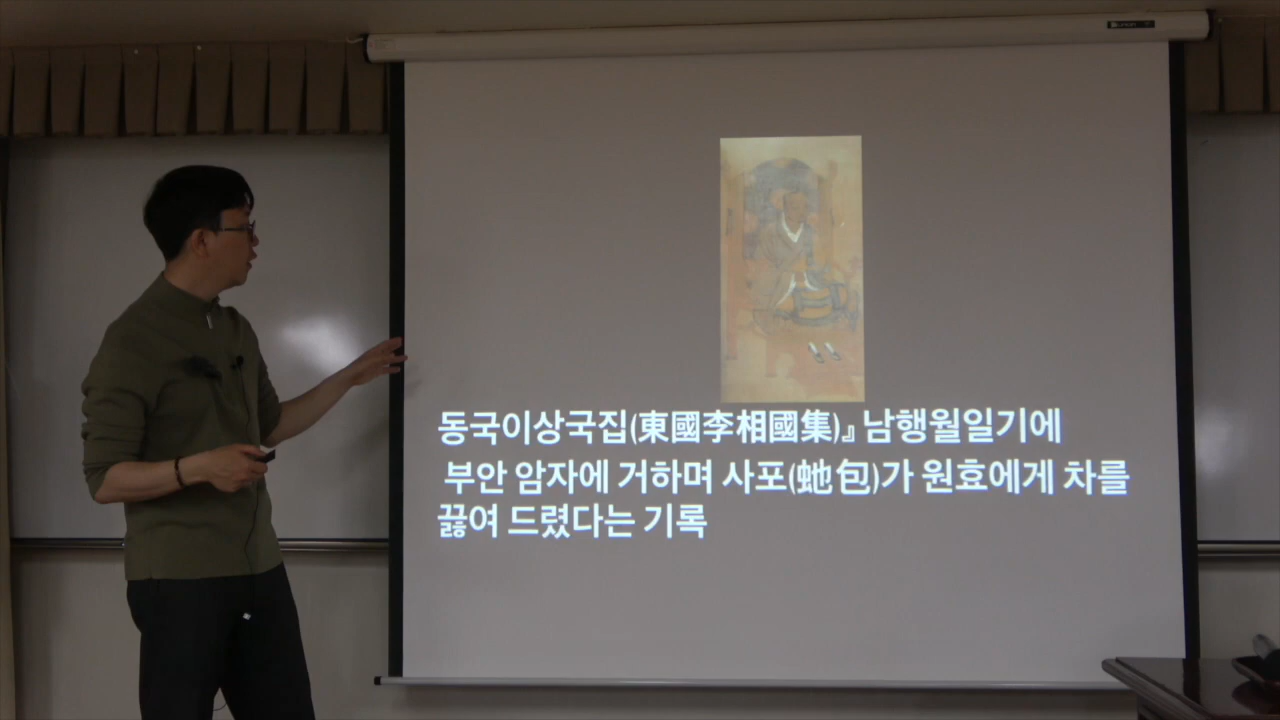 동국이상국집(東國李相國集)』 남행월일기에
부안 암자에 거하며 사포(虵包)가 원효에게 차를
끓여 드렸다는 기록